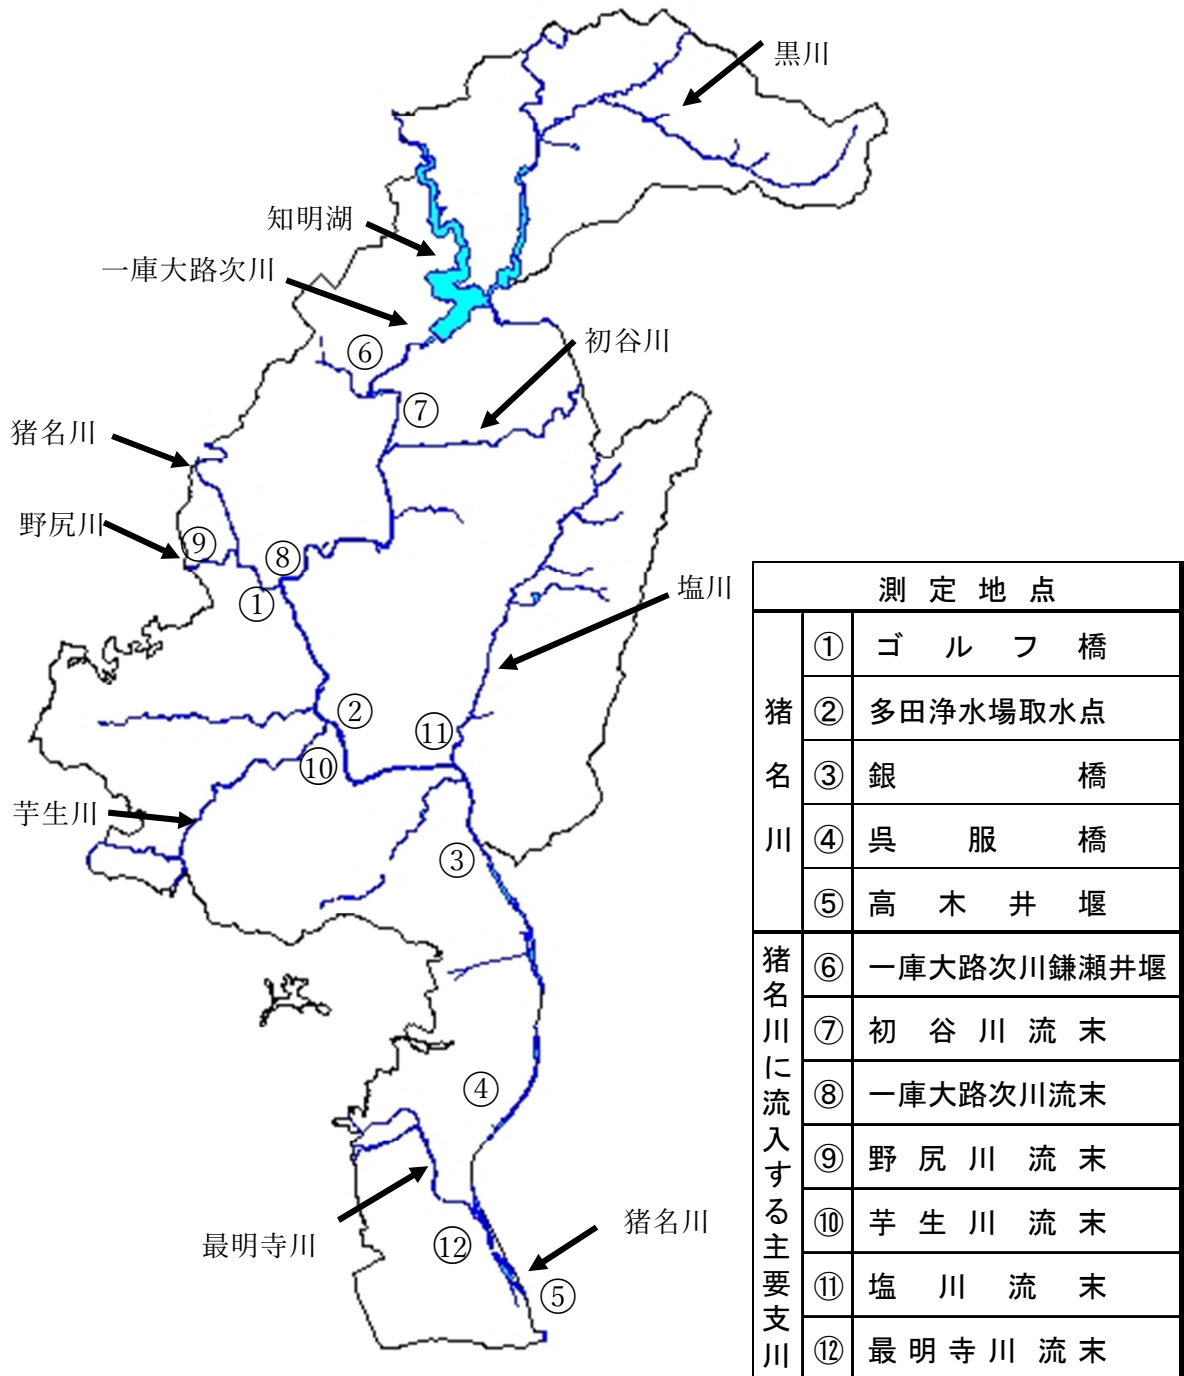 黒川
知明湖
一庫大路次川
⑥
初谷川
⑦
猪名川
野尻川
⑨
⑧
①
塩川
②
⑪
⑩
芋生川
③
④
最明寺川
⑫
猪名川
⑤
測定地点
猪名川
① ゴルフ橋
② 多田浄水場取水点
③ 銀橋
④ 呉服橋
⑤ 高木井堰
猪名川に流入する主要支川
⑥ 一庫大路次川鎌瀬井堰
⑦ 初谷川流末
⑧ 一庫大路次川流末
⑨ 野尻川流末
⑩ 芋生川流末
⑪ 塩川流末
⑫ 最明寺川流末